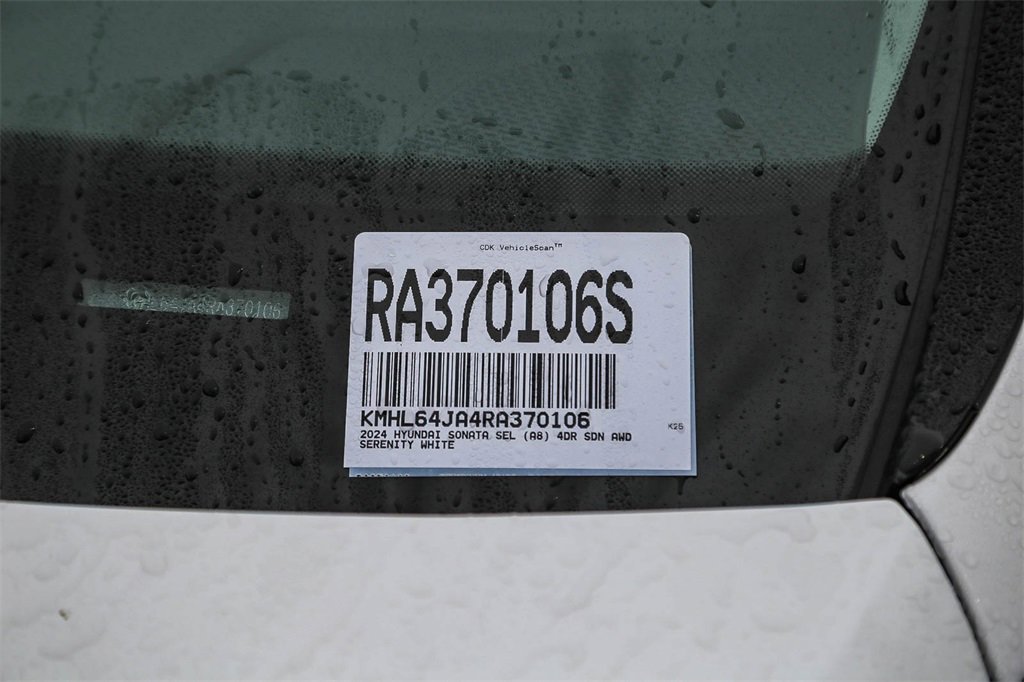 CDK VehicleScan™
RA370106S
KMHL64JA4RA370106
K25
2024 HYUNDAI SONATA SEL (A8) 4DR SDN AWD
SERENITY WHITE